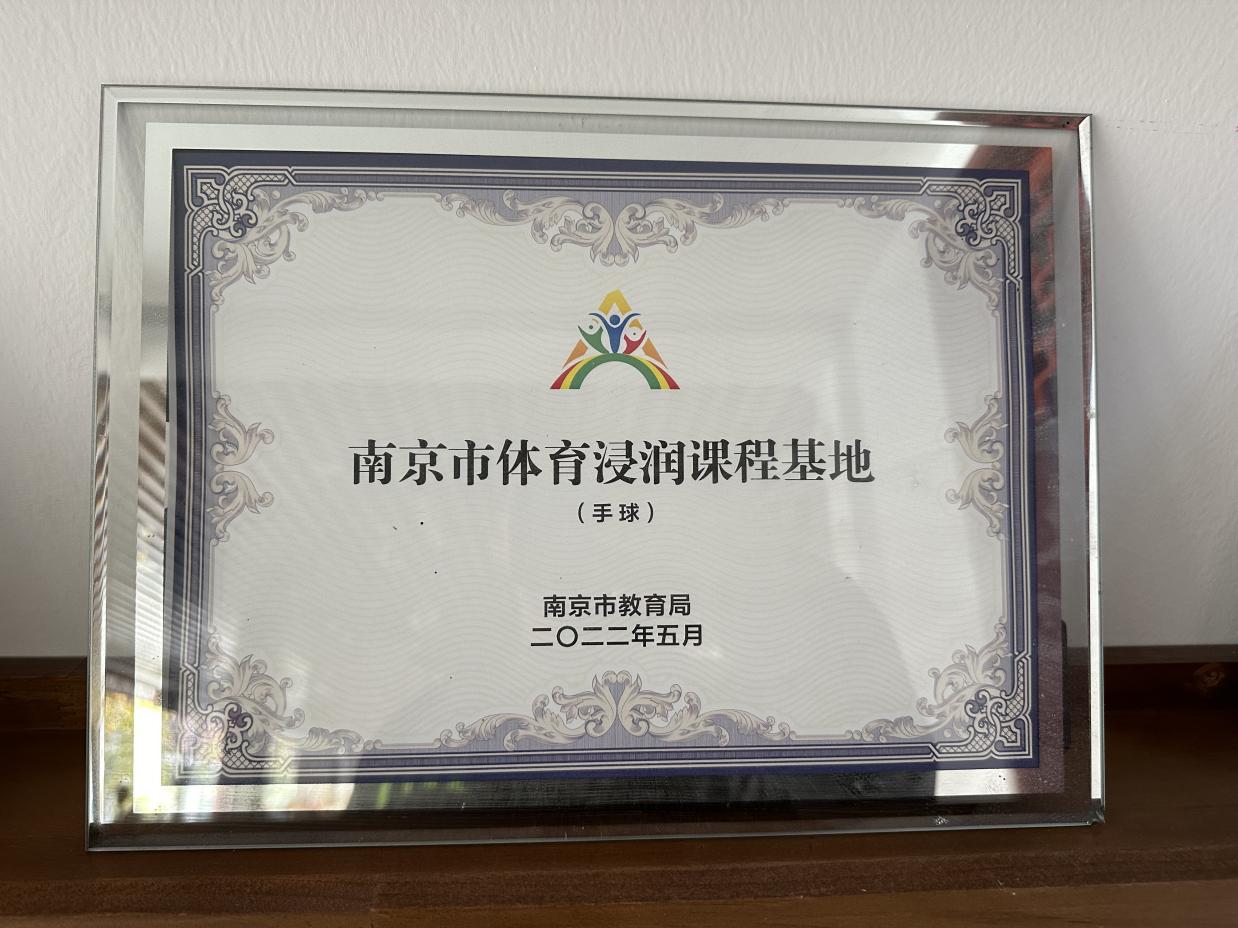 南京市体育浸润课程基地
（手球）
南京市教育局
二〇二二年五月